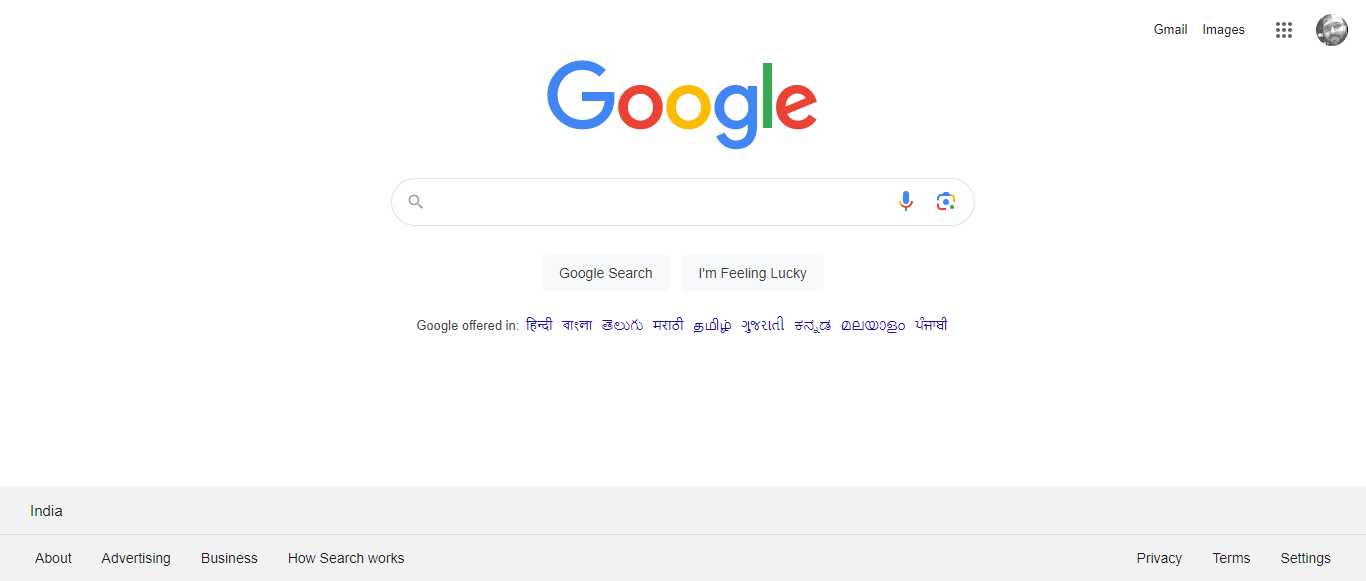 Gmail Images
Google
Google Search I'm Feeling Lucky
Google offered in: हिन्दी বাংলা తెలుగు मराठी தமிழ் ગુજરાતી ಕನ್ನಡ മലയാളം ਪੰਜਾਬੀ
India
About Advertising Business How Search works Privacy Terms Settings